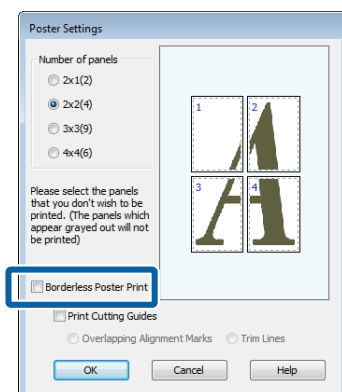 Poster Settings
Number of panels
2x1(2)
2x2(4)
3x3(9)
4x4(6)
Please select the panels
that you don't wish to be
printed. (The panels which
appear grayed out will not
be printed)
1
2
3
4
Borderless Poster Print
Print Cutting Guides
Overlapping Alignment Marks
Trim Lines
OK
Cancel
Help